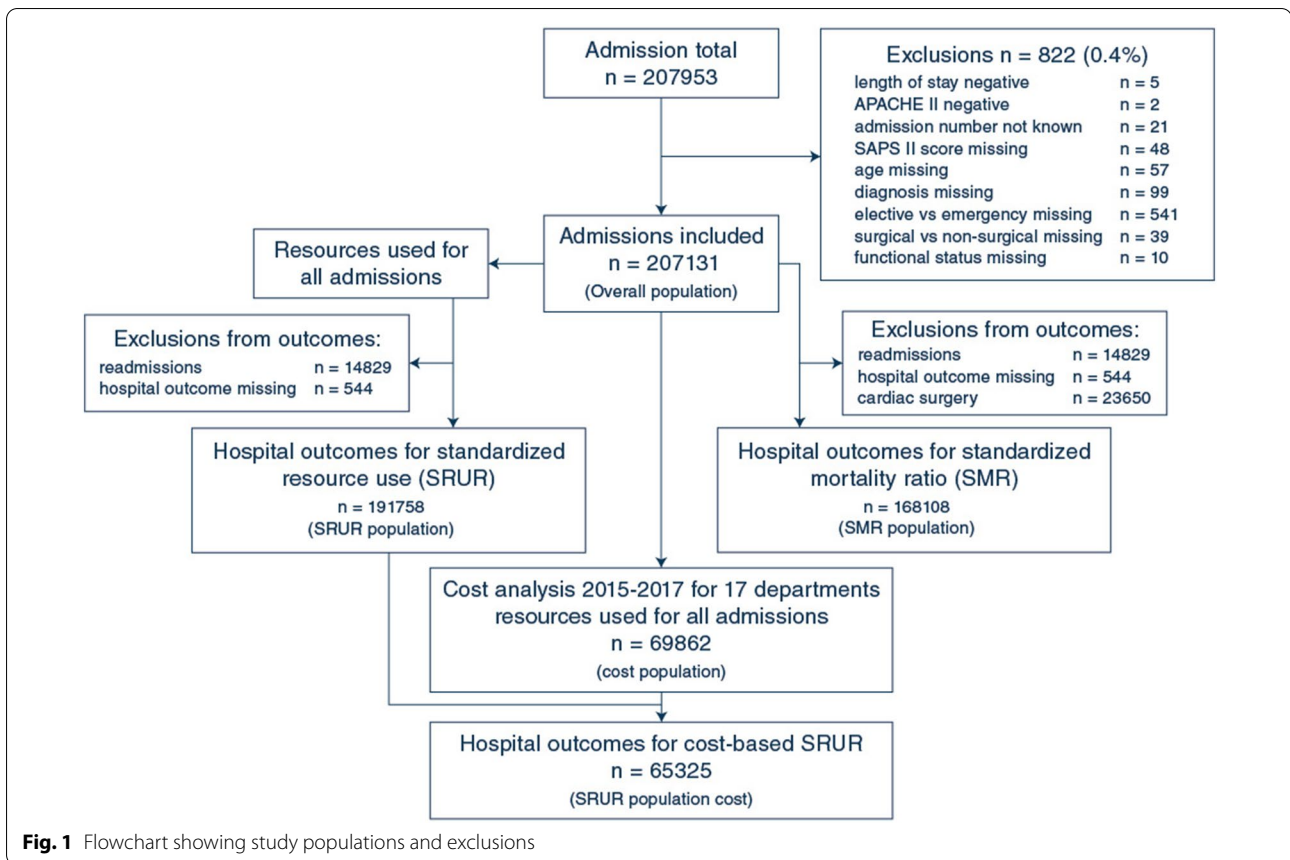 Admission total
n = 207953
Exclusions n = 822 (0.4%)
length of stay negative n = 5
APACHE II negative n = 2
admission number not known n = 21
SAPS II score missing n = 48
age missing n = 57
diagnosis missing n = 99
elective vs emergency missing n = 541
surgical vs non-surgical missing n = 39
functional status missing n = 10
Resources used for
all admissions
Admissions included
n = 207131
(Overall population)
Exclusions from outcomes:
readmissions n = 14829
hospital outcome missing n = 544
Exclusions from outcomes:
readmissions n = 14829
hospital outcome missing n = 544
cardiac surgery n = 23650
Hospital outcomes for standardized
resource use (SRUR)
n = 191758
(SRUR population)
Hospital outcomes for standardized
mortality ratio (SMR)
n = 168108
(SMR population)
Cost analysis 2015-2017 for 17 departments
resources used for all admissions
n = 69862
(cost population)
Hospital outcomes for cost-based SRUR
n = 65325
(SRUR population cost)
Fig. 1 Flowchart showing study populations and exclusions